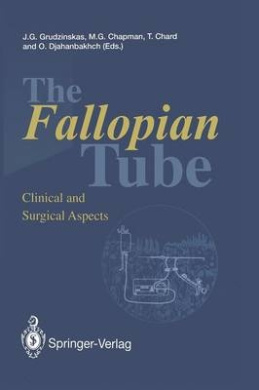 J.G. Grudzinskas, M.G. Chapman, T. Chard
and O. Djahanbakhch (Eds.)
The
Fallopian
Tube
Clinical and
Surgical Aspects
Springer-Verlag